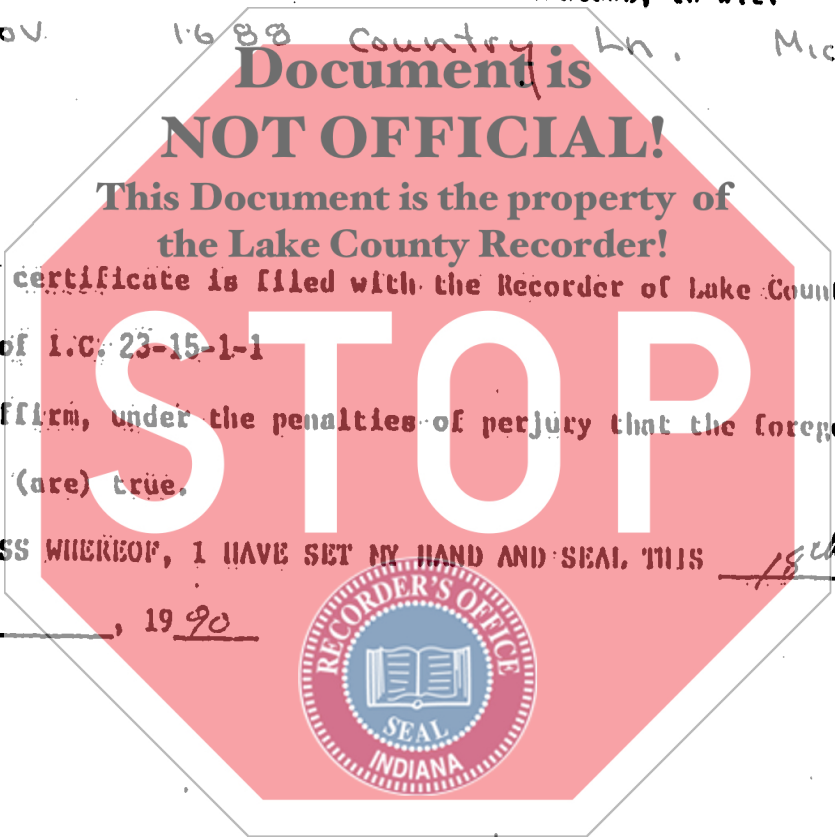 1688 Country Ln.
Document is
NOT OFFICIAL!
This Document is the property of
the Lake County Recorder!
certificate is filed with the Recorder of Lake Coun
of I.C. 23-15-1-1
STOP
ffirm, under the penalties of perjury that the forego
(are) true.
SS WHEREOF, I HAVE SET MY HAND AND SEAL THIS 18th
, 19 90
RECORDER'S OFFICE
SEAL
INDIANA